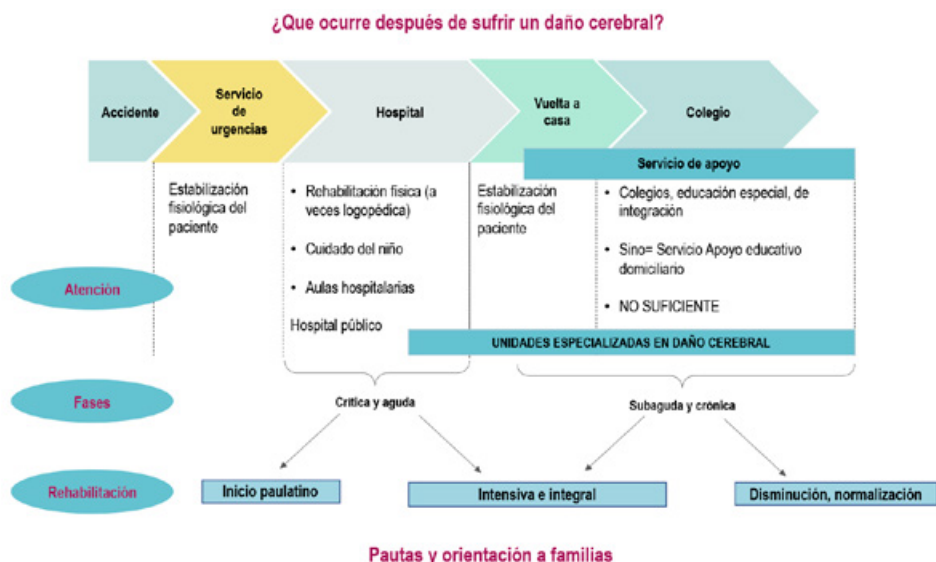 ¿Que ocurre después de sufrir un daño cerebral?
Accidente
Servicio
de
urgencias
Hospital
Vuelta a
casa
Colegio
Servicio de apoyo
Estabilización
fisiológica del
paciente
• Rehabilitación física (a
veces logopédica)
• Cuidado del niño
• Aulas hospitalarias
Hospital público
Estabilización
fisiológica del
paciente
• Colegios, educación especial, de
integración
• Sino= Servicio Apoyo educativo
domiciliario
• NO SUFICIENTE
Atención
UNIDADES ESPECIALIZADAS EN DAÑO CEREBRAL
Fases
Crítica y aguda
Subaguda y crónica
Rehabilitación
Inicio paulatino
Intensiva e integral
Disminución, normalización
Pautas y orientación a familias